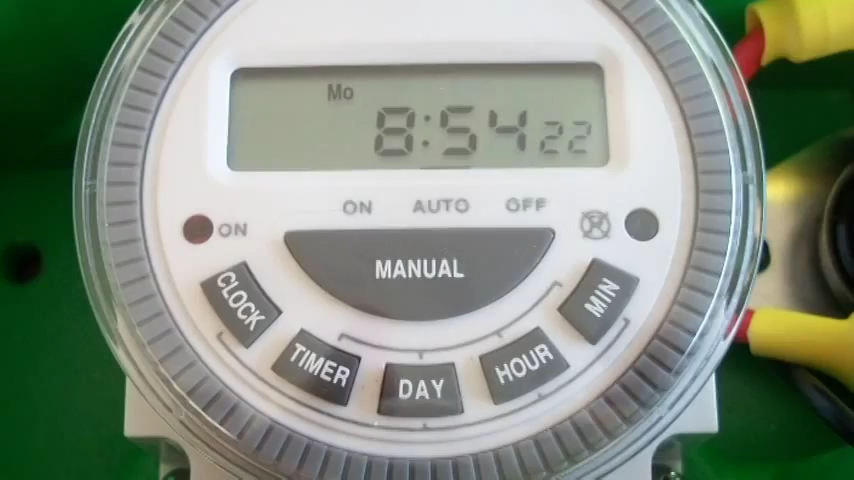 Mo
8:54 22
ON AUTO OFF
ON
MANUAL
CLOCK
TIMER
DAY
HOUR
MIN